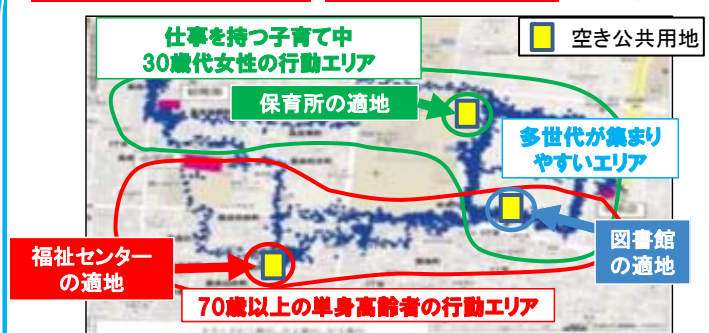 仕事を持つ子育て中
30歳代女性の行動エリア
空き公共用地
保育所の適地
多世代が集まり
やすいエリア
福祉センター
の適地
図書館
の適地
70歳以上の単身高齢者の行動エリア